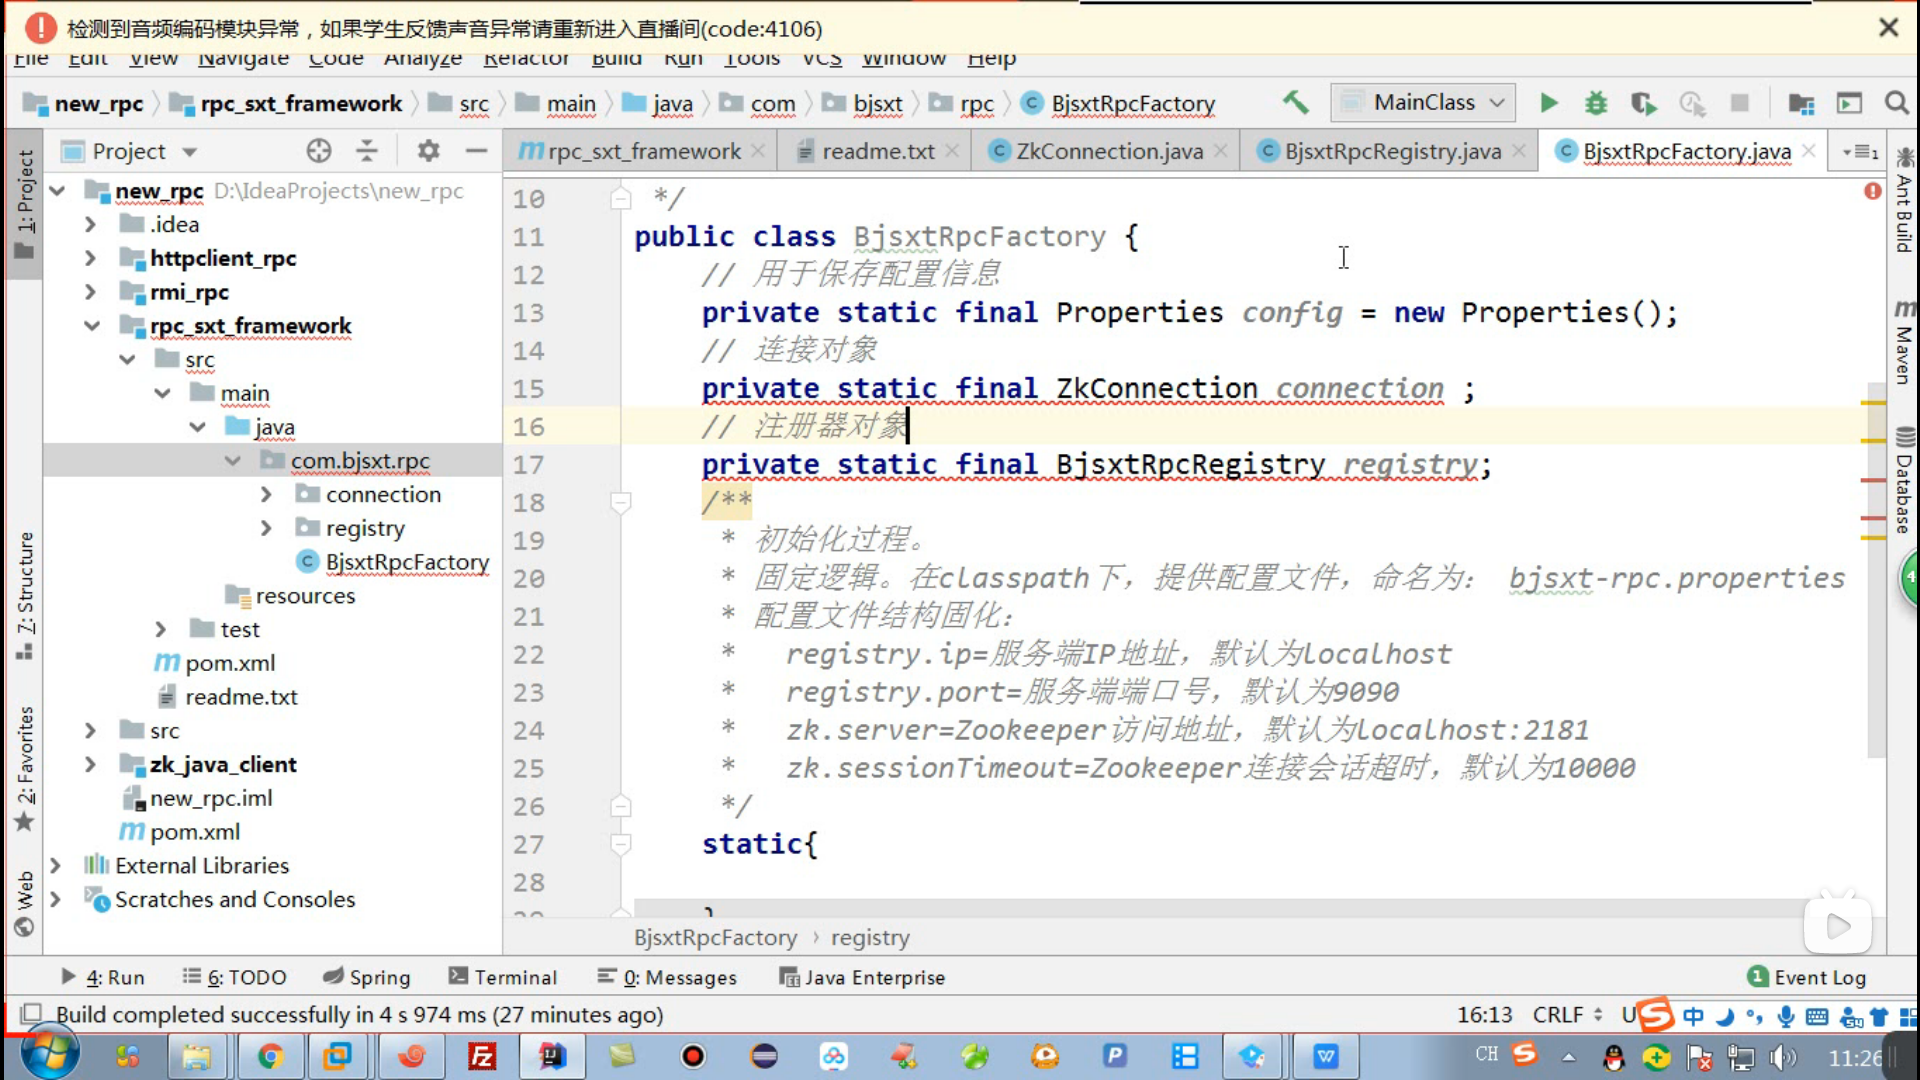 检测到音频编码模块异常，如果学生反馈声音异常请重新进入直播间(code:4106)
File Edit View Navigate Code Analyze Refactor Build Run Tools VCS Window Help
new_rpc rpc_sxt_framework src main java com bjsxt rpc BjsxtRpcFactory MainClass
Project rpc_sxt_framework readme.txt ZkConnection.java BjsxtRpcRegistry.java BjsxtRpcFactory.java
1: Project
7: Structure
2: Favorites
Web
new_rpc D:\IdeaProjects\new_rpc
.idea
httpclient_rpc
rmi_rpc
rpc_sxt_framework
src
main
java
com.bjsxt.rpc
connection
registry
BjsxtRpcFactory
resources
test
pom.xml
readme.txt
src
zk_java_client
new_rpc.iml
pom.xml
External Libraries
Scratches and Consoles
10 */
11 public class BjsxtRpcFactory {
12 // 用于保存配置信息
13 private static final Properties config = new Properties();
14 // 连接对象
15 private static final ZkConnection connection ;
16 // 注册器对象
17 private static final BjsxtRpcRegistry registry;
18 /**
19 * 初始化过程。
20 * 固定逻辑。在classpath下，提供配置文件，命名为： bjsxt-rpc.properties
21 * 配置文件结构固化：
22 * registry.ip=服务端IP地址，默认为localhost
23 * registry.port=服务端端口号，默认为9090
24 * zk.server=Zookeeper访问地址，默认为localhost:2181
25 * zk.sessionTimeout=Zookeeper连接会话超时，默认为10000
26 */
27 static{
28
BjsxtRpcFactory › registry
Ant Build
Maven
Database
4: Run 6: TODO Spring Terminal 0: Messages Java Enterprise 1 Event Log
Build completed successfully in 4 s 974 ms (27 minutes ago) 16:13 CRLF U 中
CH 11:26